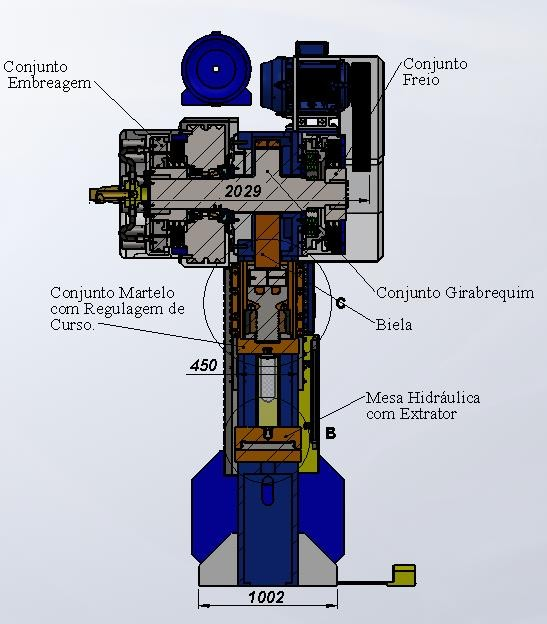 Conjunto
Embreagem
Conjunto
Freio
2029
Conjunto Martelo
com Regulagem de
Curso.
C
Conjunto Girabrequim
Biela
450
Mesa Hidráulica
com Extrator
B
1002